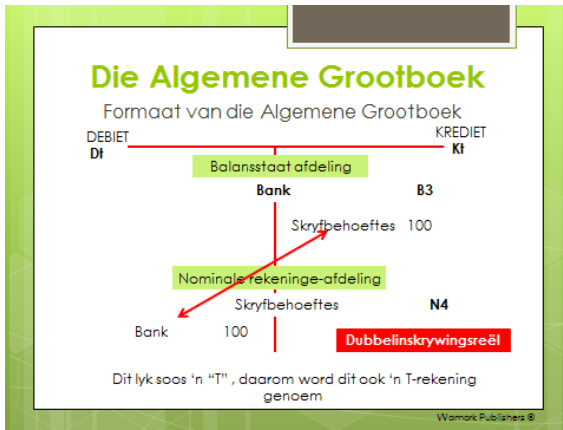 Die Algemene Grootboek
Formaat van die Algemene Grootboek
DEBIET KREDIET
Dt Kt
Balansstaat afdeling
Bank B3
Skryfbehoeftes 100
Nominale rekeninge-afdeling
Skryfbehoeftes N4
Bank 100
Dubbelinskrywingsreël
Dit lyk soos ‘n “T” , daarom word dit ook ‘n T-rekening
genoem
Womark Publishers ®